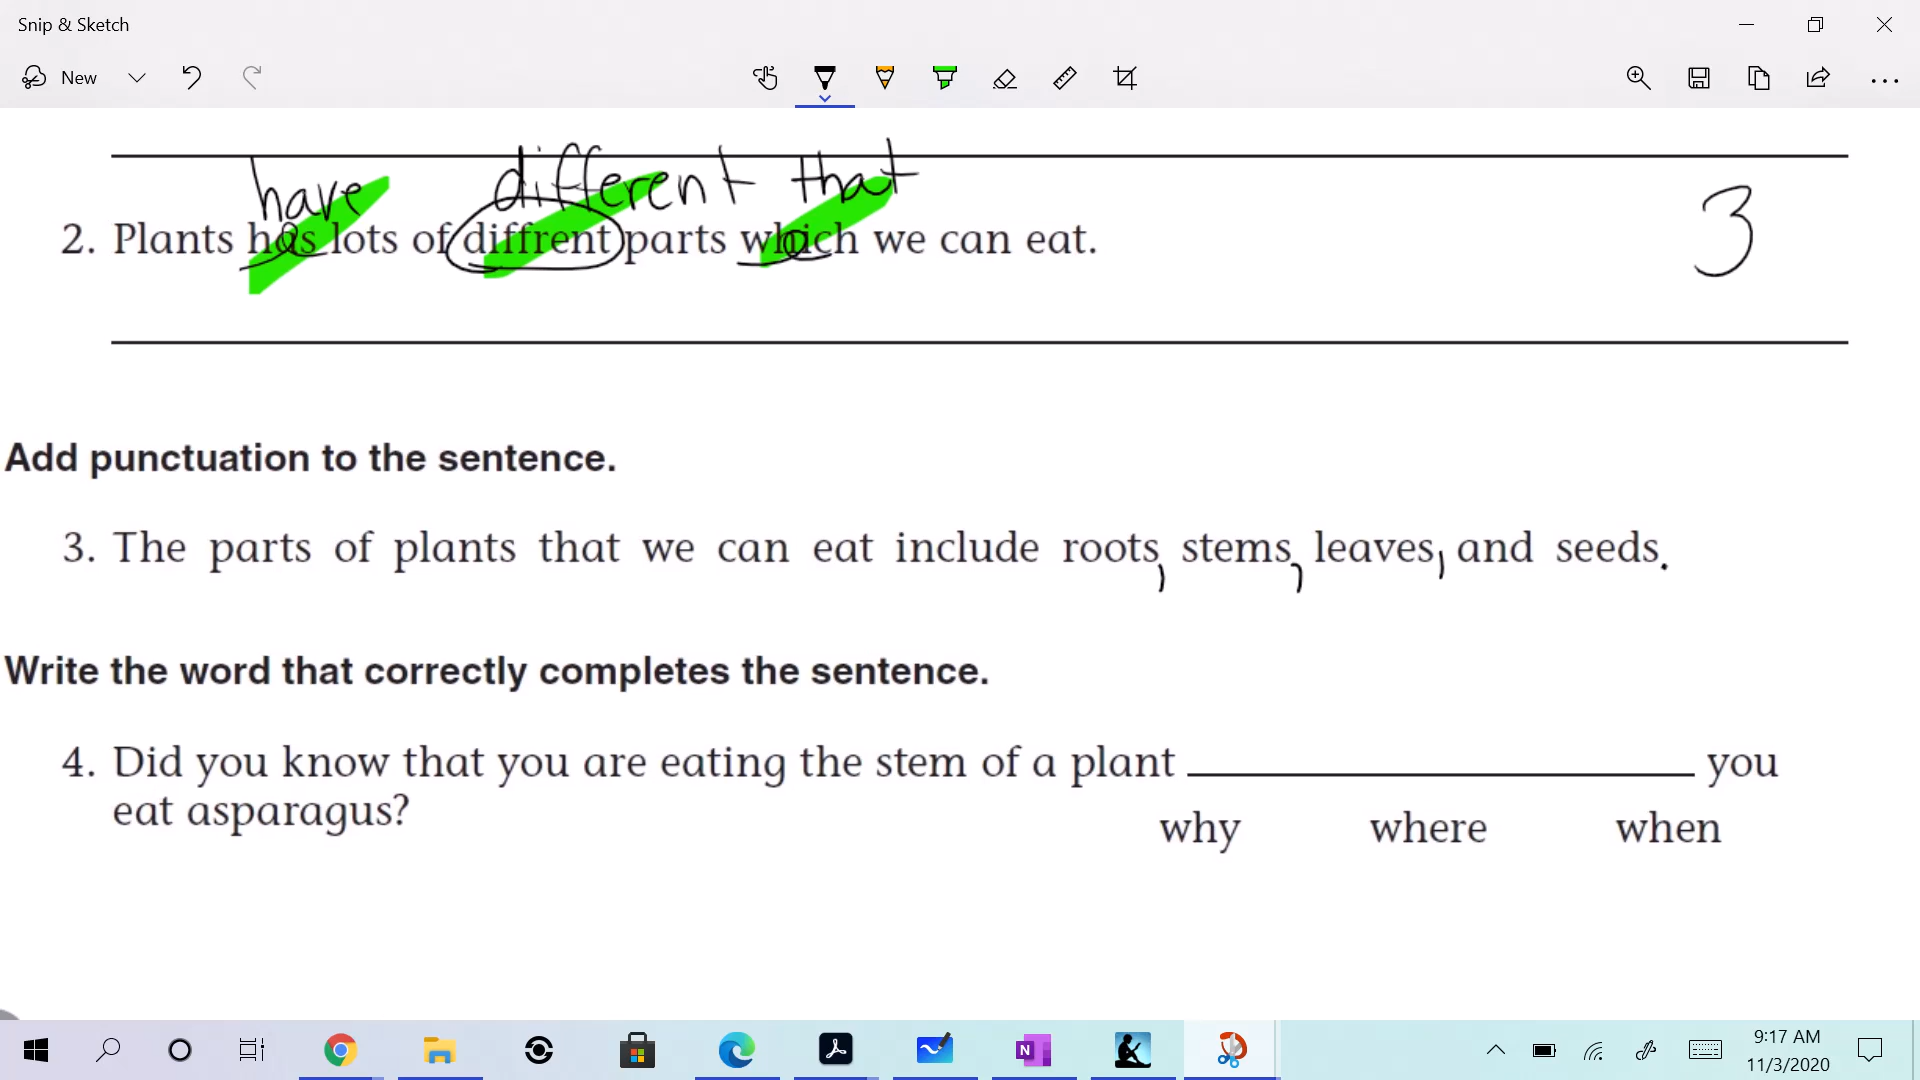 Snip & Sketch
New
have different that
2. Plants has lots of diffrent parts which we can eat.
3
Add punctuation to the sentence.
3. The parts of plants that we can eat include roots, stems, leaves, and seeds.
Write the word that correctly completes the sentence.
4. Did you know that you are eating the stem of a plant ____ you
eat asparagus?
why where when
N
9:17 AM
11/3/2020